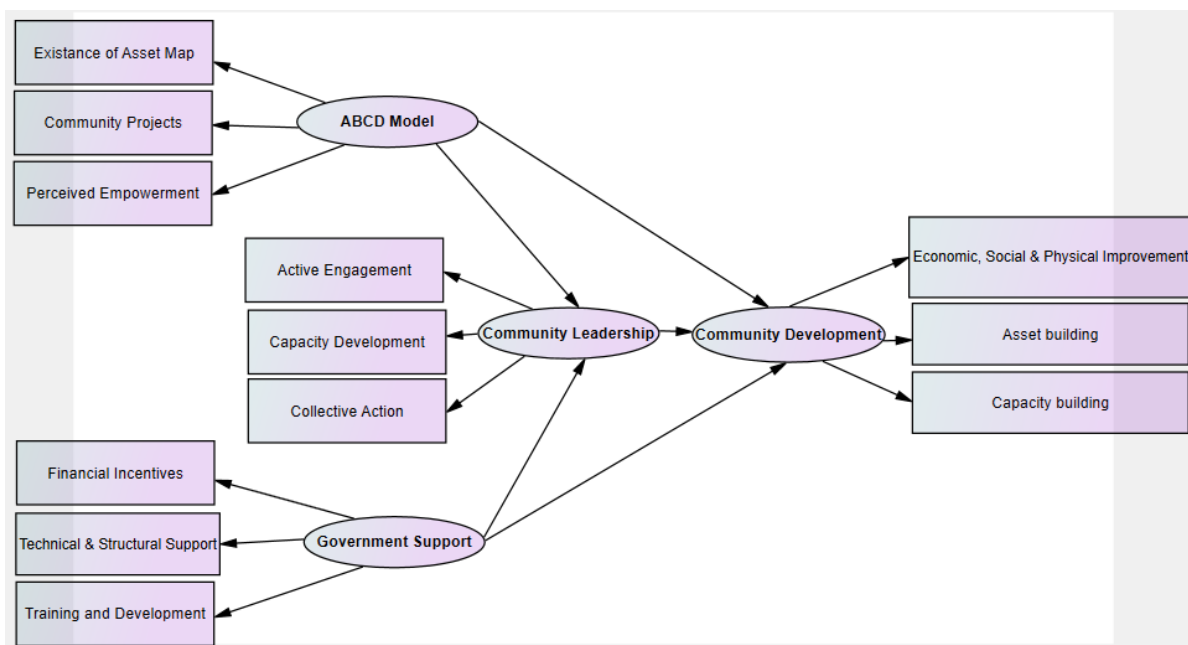 Existance of Asset Map
Community Projects
Perceived Empowerment
ABCD Model
Active Engagement
Capacity Development
Collective Action
Community Leadership
Community Development
Economic, Social & Physical Improvement
Asset building
Capacity building
Financial Incentives
Technical & Structural Support
Training and Development
Government Support